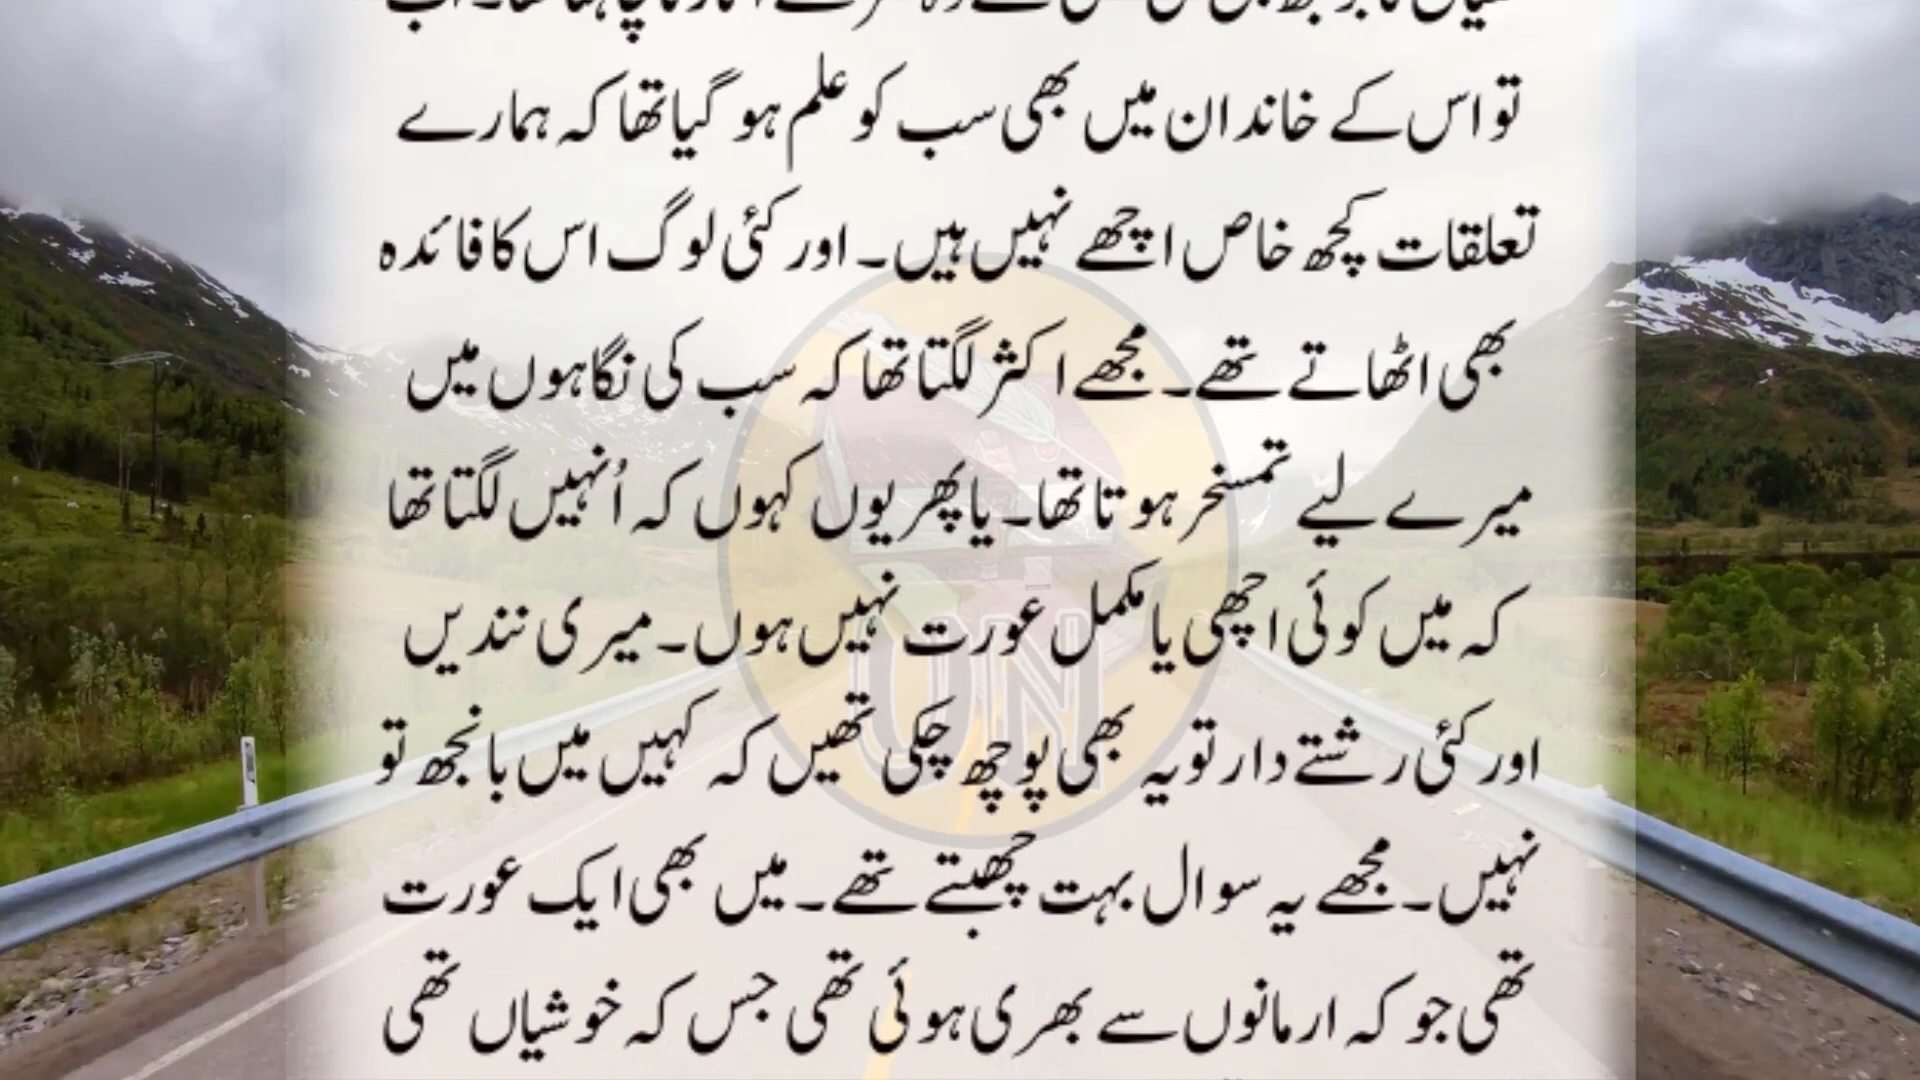 تو اس کے خاندان میں بھی سب کو علم ہو گیا تھا کہ ہمارے
تعلقات کچھ خاص اچھے نہیں ہیں۔ اور کئی لوگ اس کا فائدہ
بھی اٹھاتے تھے۔ مجھے اکثر لگتا تھا کہ سب کی نگاہوں میں
میرے لیے تمسخر ہوتا تھا۔ یا پھر یوں کہوں کہ اُنہیں لگتا تھا
کہ میں کوئی اچھی یا مکمل عورت نہیں ہوں۔ میری نندیں
اور کئی رشتے دار تو یہ بھی پوچھ چکی تھیں کہ کہیں میں بانجھ تو
نہیں۔ مجھے یہ سوال بہت چھبتے تھے۔ میں بھی ایک عورت
تھی جو کہ ارمانوں سے بھری ہوئی تھی جس کہ خوشیاں تھی
UN